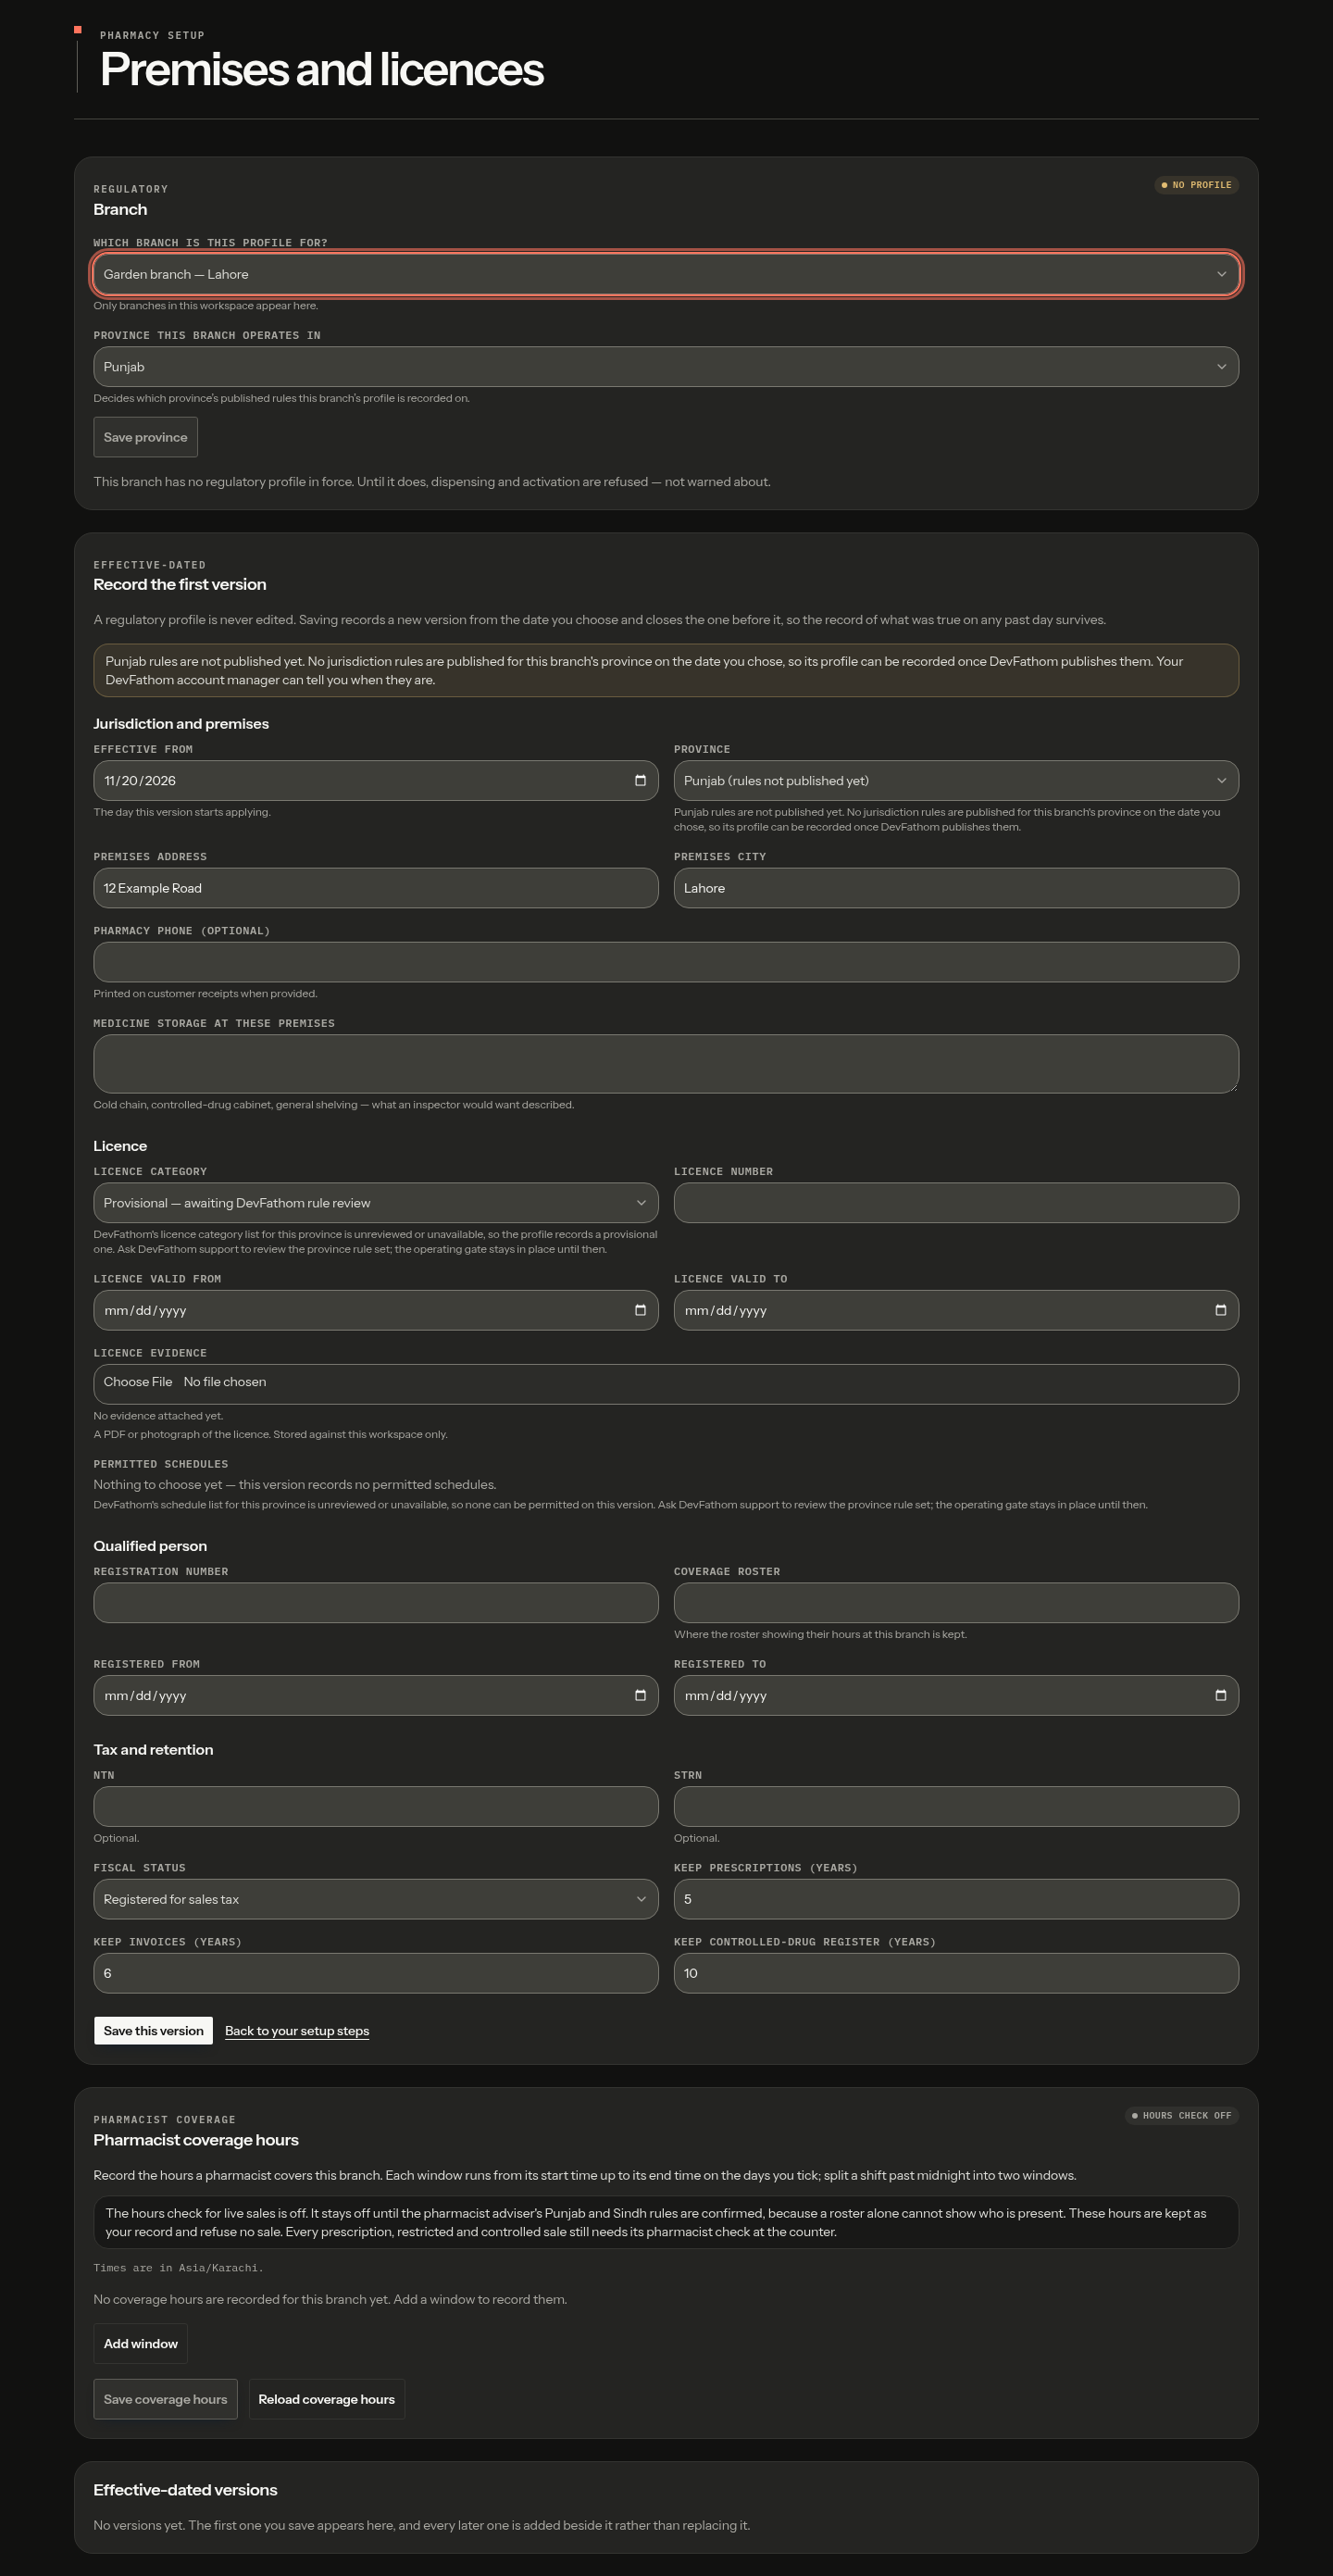 PHARMACY SETUP
Premises and licences
REGULATORY
NO PROFILE
Branch
WHICH BRANCH IS THIS PROFILE FOR?
Garden branch — Lahore
Only branches in this workspace appear here.
PROVINCE THIS BRANCH OPERATES IN
Punjab
Decides which province's published rules this branch's profile is recorded on.
Save province
This branch has no regulatory profile in force. Until it does, dispensing and activation are refused — not warned about.
EFFECTIVE-DATED
Record the first version
A regulatory profile is never edited. Saving records a new version from the date you choose and closes the one before it, so the record of what was true on any past day survives.
Punjab rules are not published yet. No jurisdiction rules are published for this branch's province on the date you chose, so its profile can be recorded once DevFathom publishes them. Your
DevFathom account manager can tell you when they are.
Jurisdiction and premises
EFFECTIVE FROM
PROVINCE
11/20/2026
Punjab (rules not published yet)
The day this version starts applying.
Punjab rules are not published yet. No jurisdiction rules are published for this branch's province on the date you
chose, so its profile can be recorded once DevFathom publishes them.
PREMISES ADDRESS
PREMISES CITY
12 Example Road
Lahore
PHARMACY PHONE (OPTIONAL)
Printed on customer receipts when provided.
MEDICINE STORAGE AT THESE PREMISES
Cold chain, controlled-drug cabinet, general shelving — what an inspector would want described.
Licence
LICENCE CATEGORY
LICENCE NUMBER
Provisional — awaiting DevFathom rule review
DevFathom's licence category list for this province is unreviewed or unavailable, so the profile records a provisional
one. Ask DevFathom support to review the province rule set; the operating gate stays in place until then.
LICENCE VALID FROM
LICENCE VALID TO
mm/dd/yyyy
mm/dd/yyyy
LICENCE EVIDENCE
Choose File No file chosen
No evidence attached yet.
A PDF or photograph of the licence. Stored against this workspace only.
PERMITTED SCHEDULES
Nothing to choose yet — this version records no permitted schedules.
DevFathom's schedule list for this province is unreviewed or unavailable, so none can be permitted on this version. Ask DevFathom support to review the province rule set; the operating gate stays in place until then.
Qualified person
REGISTRATION NUMBER
COVERAGE ROSTER
Where the roster showing their hours at this branch is kept.
REGISTERED FROM
REGISTERED TO
mm/dd/yyyy
mm/dd/yyyy
Tax and retention
NTN
STRN
Optional.
Optional.
FISCAL STATUS
KEEP PRESCRIPTIONS (YEARS)
Registered for sales tax
5
KEEP INVOICES (YEARS)
KEEP CONTROLLED-DRUG REGISTER (YEARS)
6
10
Save this version
Back to your setup steps
PHARMACIST COVERAGE
HOURS CHECK OFF
Pharmacist coverage hours
Record the hours a pharmacist covers this branch. Each window runs from its start time up to its end time on the days you tick; split a shift past midnight into two windows.
The hours check for live sales is off. It stays off until the pharmacist adviser's Punjab and Sindh rules are confirmed, because a roster alone cannot show who is present. These hours are kept as
your record and refuse no sale. Every prescription, restricted and controlled sale still needs its pharmacist check at the counter.
Times are in Asia/Karachi.
No coverage hours are recorded for this branch yet. Add a window to record them.
Add window
Save coverage hours
Reload coverage hours
Effective-dated versions
No versions yet. The first one you save appears here, and every later one is added beside it rather than replacing it.